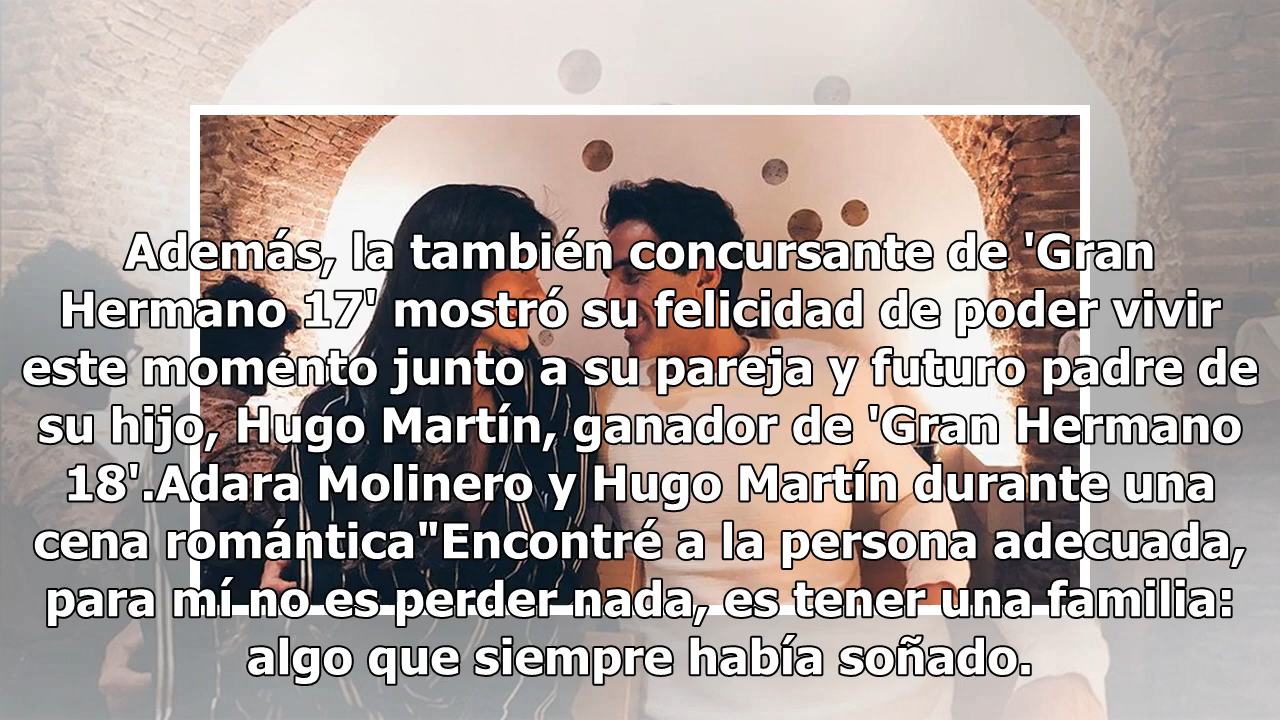 Además, la también concursante de 'Gran
Hermano 17' mostró su felicidad de poder vivir
este momento junto a su pareja y futuro padre de
su hijo, Hugo Martín, ganador de 'Gran Hermano
18'.Adara Molinero y Hugo Martín durante una
cena romántica"Encontré a la persona adecuada,
para mí no es perder nada, es tener una familia:
algo que siempre había soñado.